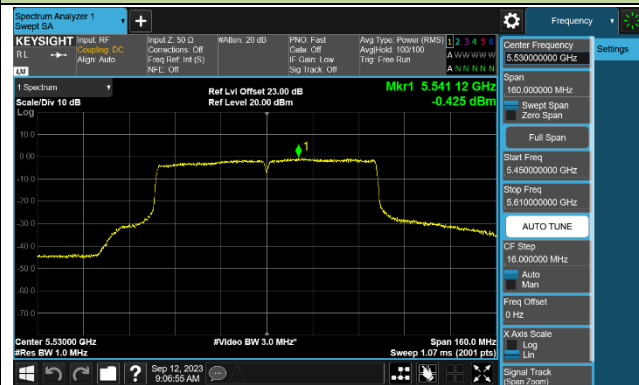 Spectrum Analyzer 1
Swept SA
Frequency
KEYSIGHT
Input: RF
Coupling: DC
Align: Auto
Input Z: 50 Ω
Corrections: Off
Freq Ref: Int (S)
NFE: Off
#Atten: 20 dB
PNO: Fast
Gate: Off
IF Gain: Low
Sig Track: Off
Avg Type: Power (RMS)
Avg|Hold: 100/100
Trig: Free Run
1 2 3 4 5 6
A W W W W W
A N N N N N
RL
LXI
Center Frequency
5.530000000 GHz
Settings
Span
160.000000 MHz
Swept Span
Zero Span
Full Span
Start Freq
5.450000000 GHz
Stop Freq
5.610000000 GHz
AUTO TUNE
CF Step
16.000000 MHz
Auto
Man
Freq Offset
0 Hz
X Axis Scale
Log
Lin
Signal Track
(Span Zoom)
1 Spectrum
Scale/Div 10 dB
Log
Ref Lvl Offset 23.00 dB
Ref Level 20.00 dBm
Mkr1 5.541 12 GHz
-0.425 dBm
10.0
0.00
-10.0
-20.0
-30.0
-40.0
-50.0
-60.0
-70.0
1
Center 5.53000 GHz
#Res BW 1.0 MHz
#Video BW 3.0 MHz*
Span 160.0 MHz
Sweep 1.07 ms (2001 pts)
Sep 12, 2023
9:06:55 AM